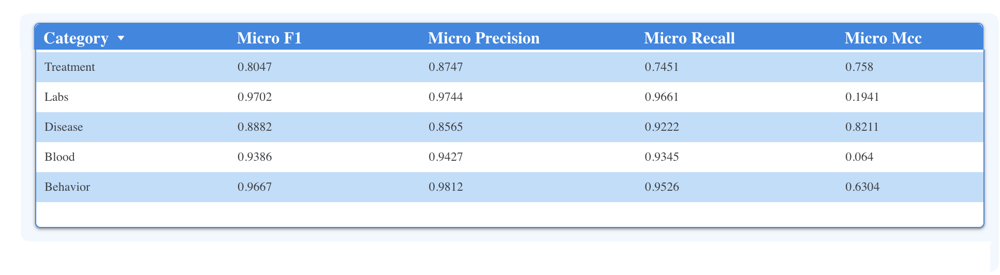 Category Micro F1 Micro Precision Micro Recall Micro Mcc
Treatment 0.8047 0.8747 0.7451 0.758
Labs 0.9702 0.9744 0.9661 0.1941
Disease 0.8882 0.8565 0.9222 0.8211
Blood 0.9386 0.9427 0.9345 0.064
Behavior 0.9667 0.9812 0.9526 0.6304